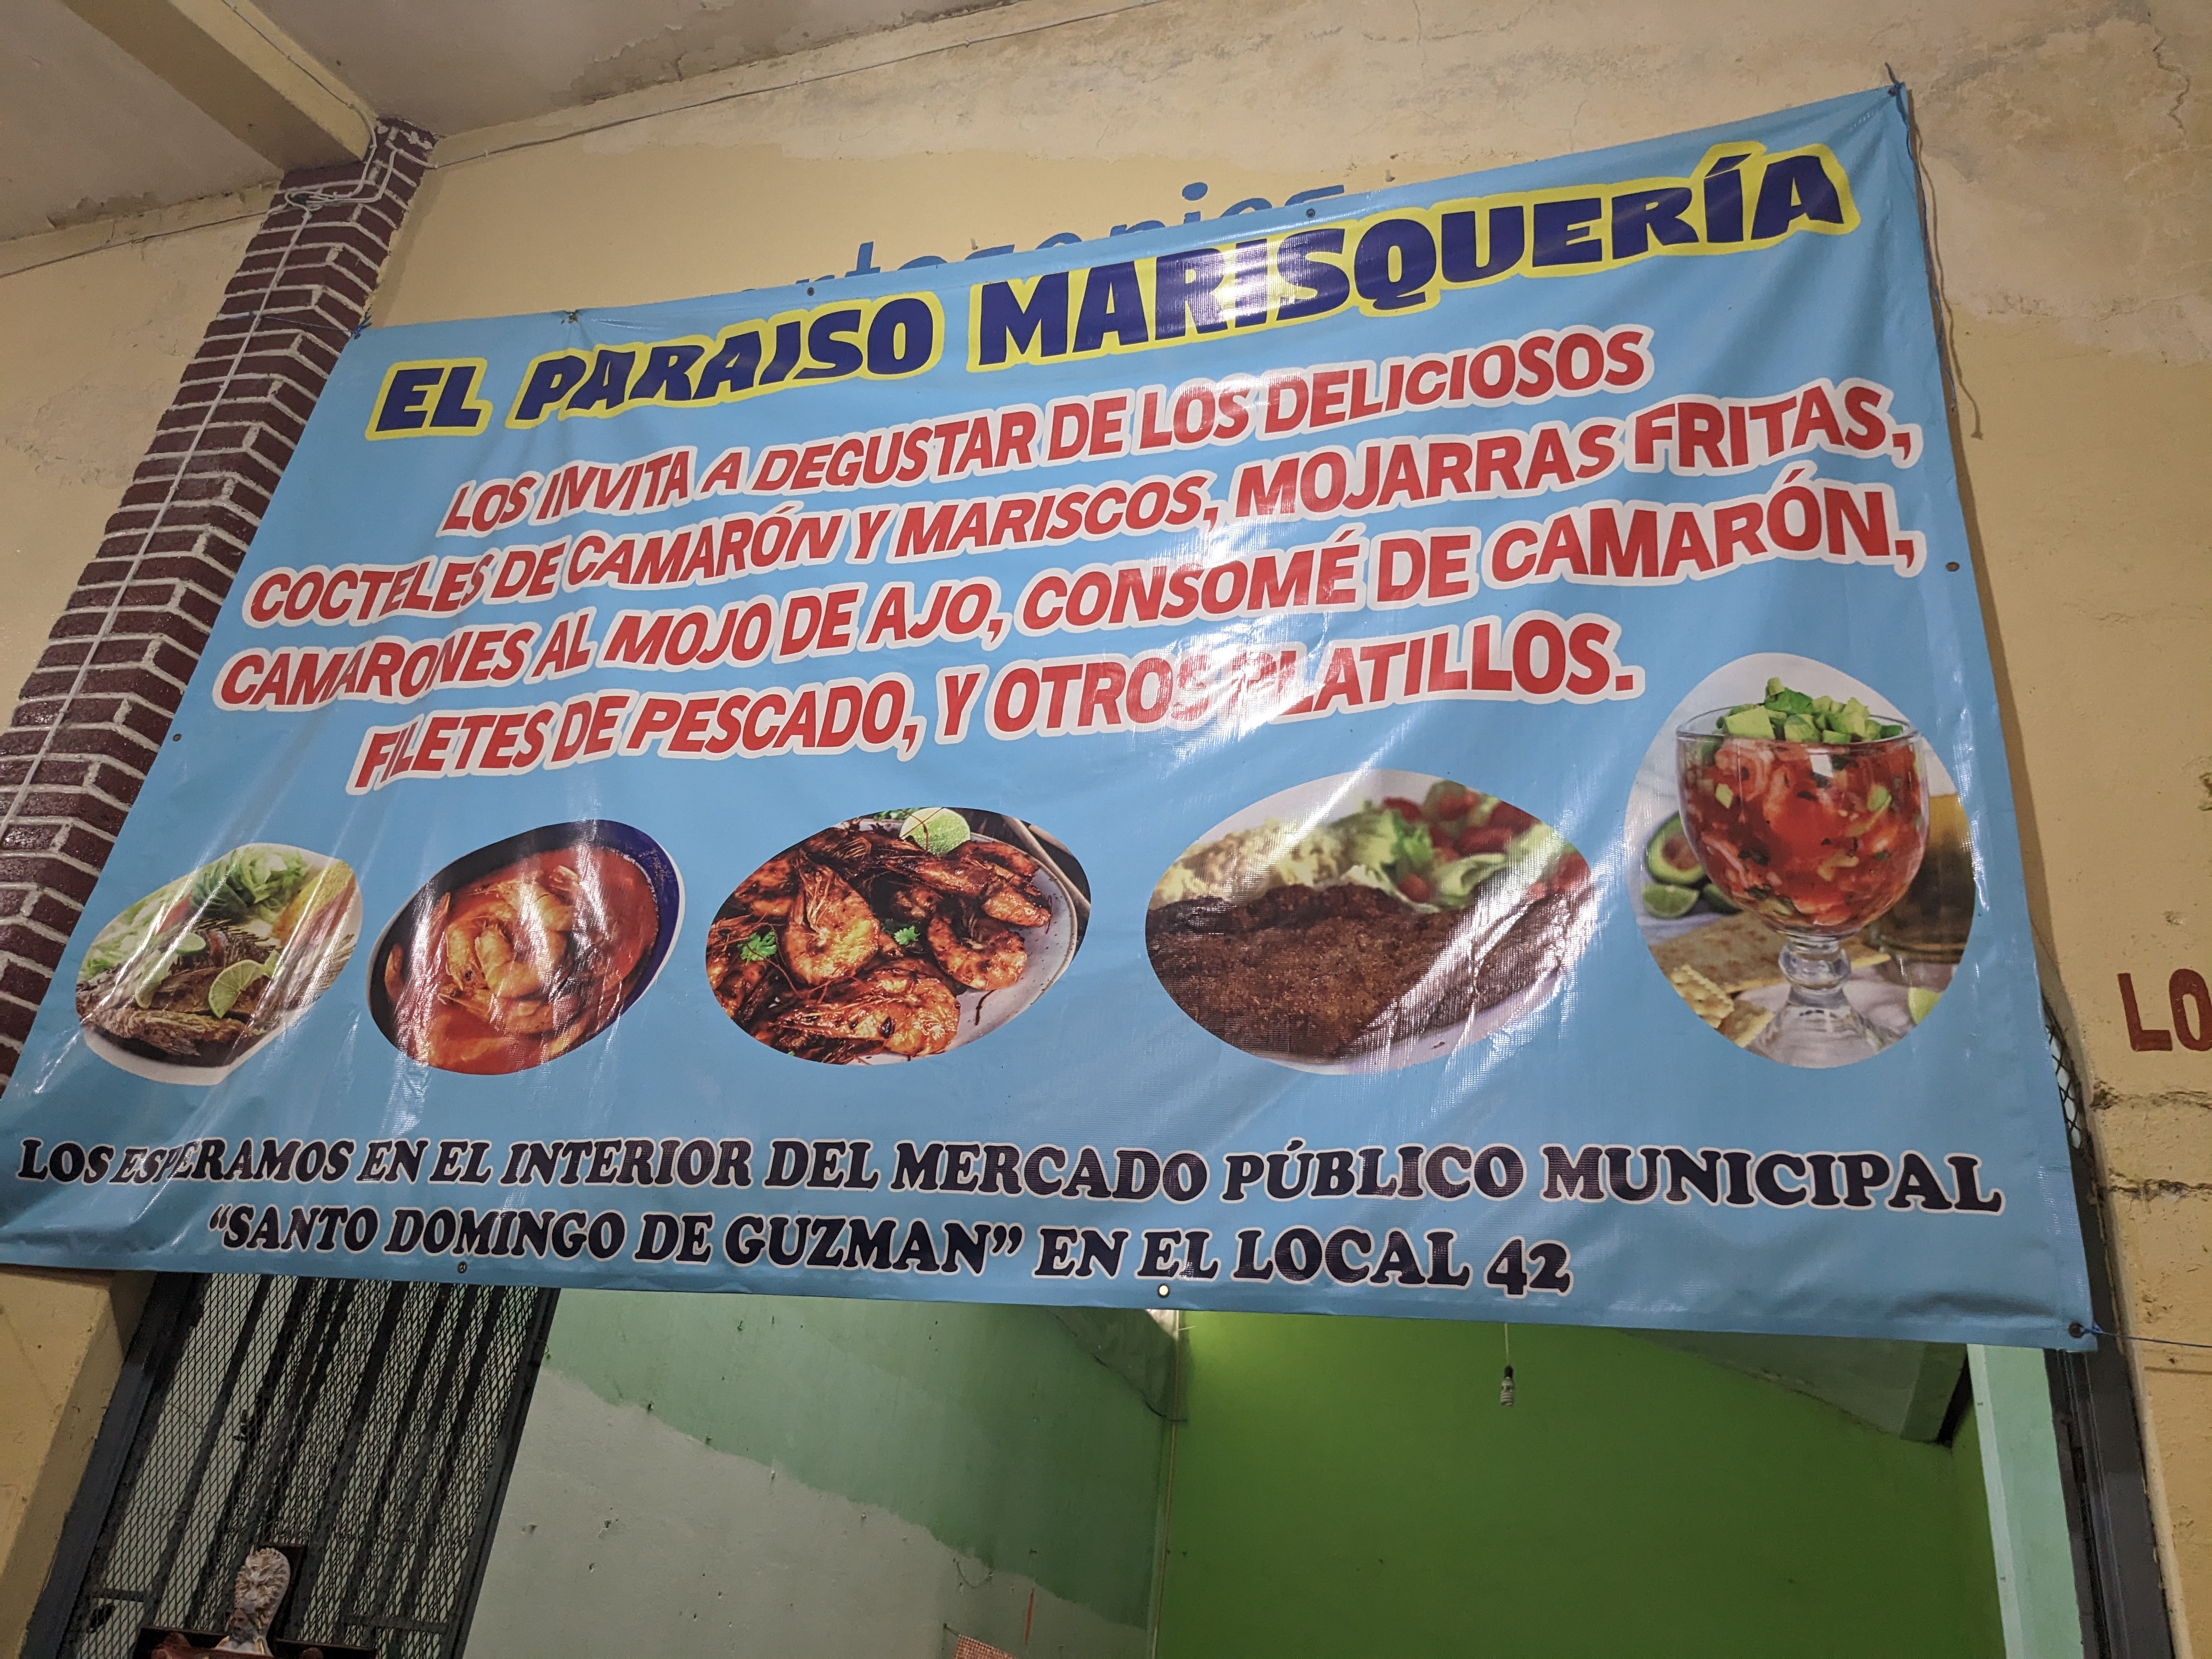 artesanias
EL PARAISO MARISQUERÍA
LOS INVITA A DEGUSTAR DE LOS DELICIOSOS
COCTELES DE CAMARÓN Y MARISCOS, MOJARRAS FRITAS,
CAMARONES AL MOJO DE AJO, CONSOMÉ DE CAMARÓN,
FILETES DE PESCADO, Y OTROS PLATILLOS.
LO
LOS ESPERAMOS EN EL INTERIOR DEL MERCADO PÚBLICO MUNICIPAL
“SANTO DOMINGO DE GUZMAN” EN EL LOCAL 42